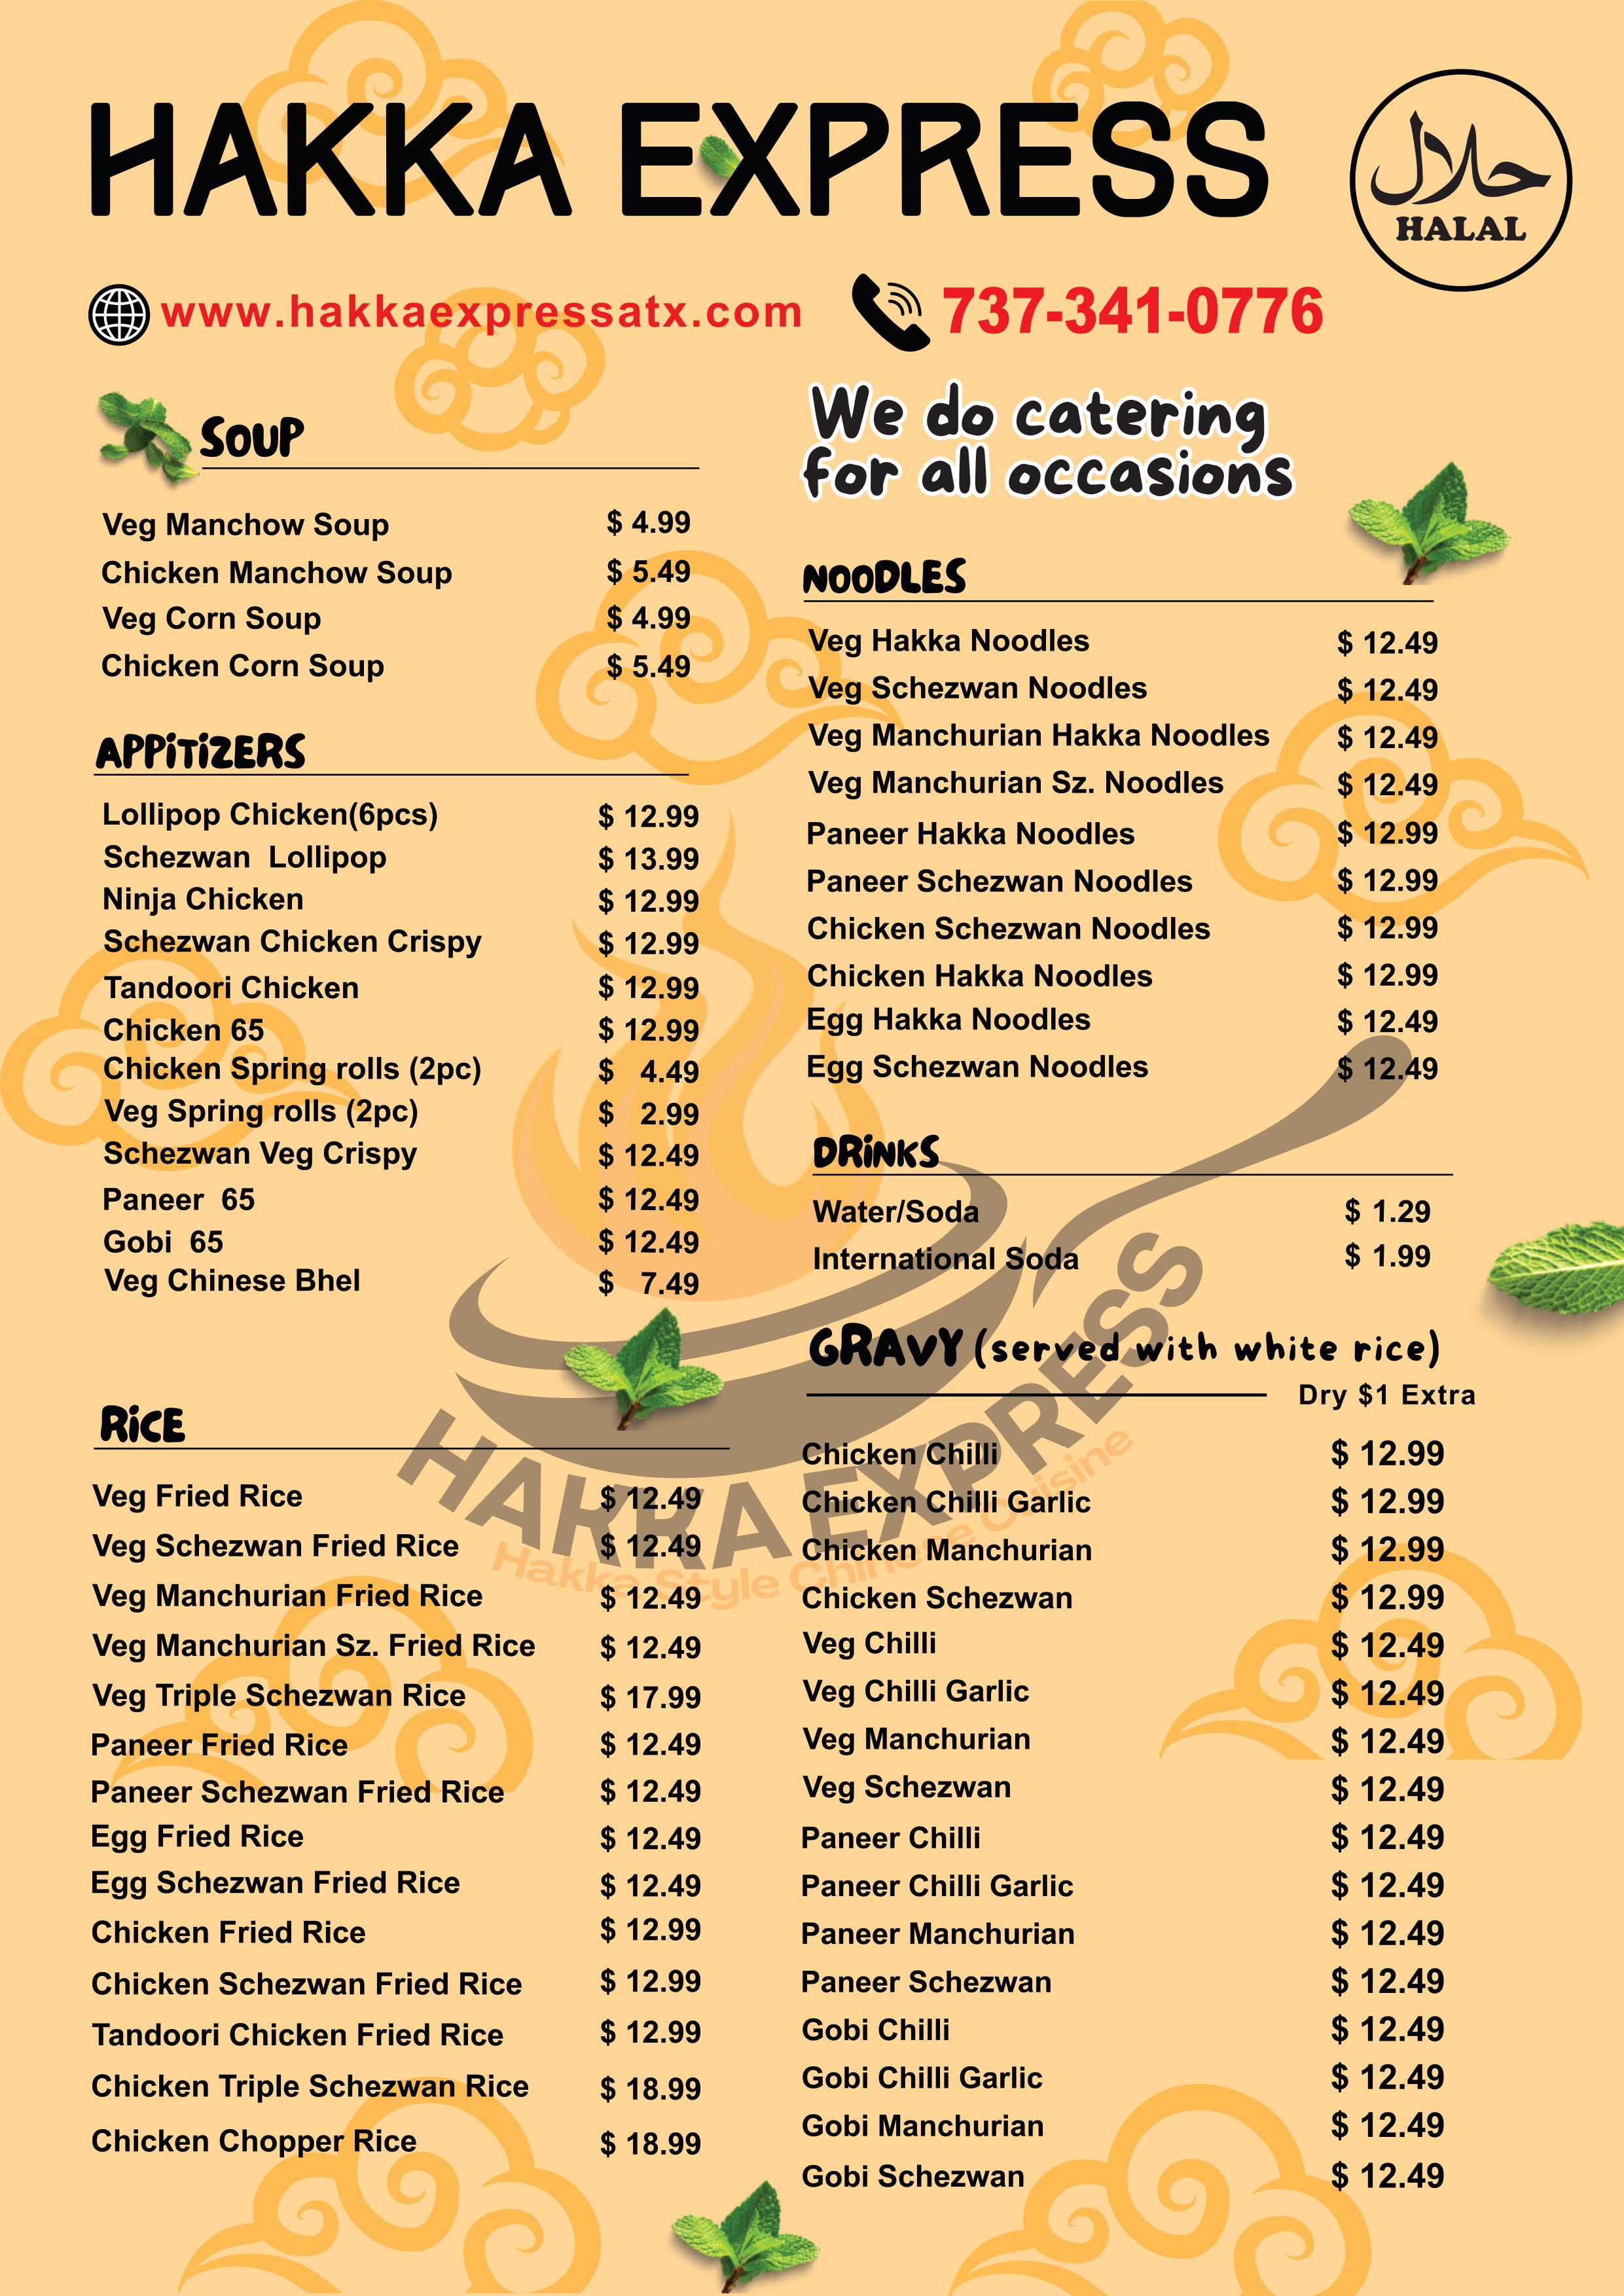 HAKKA EXPRESS
حلال
HALAL
www.hakkaexpressatx.com
737-341-0776
SOUP
Veg Manchow Soup $ 4.99
Chicken Manchow Soup $ 5.49
Veg Corn Soup $ 4.99
Chicken Corn Soup $ 5.49
APPiTiZERS
Lollipop Chicken(6pcs) $ 12.99
Schezwan Lollipop $ 13.99
Ninja Chicken $ 12.99
Schezwan Chicken Crispy $ 12.99
Tandoori Chicken $ 12.99
Chicken 65 $ 12.99
Chicken Spring rolls (2pc) $ 4.49
Veg Spring rolls (2pc) $ 2.99
Schezwan Veg Crispy $ 12.49
Paneer 65 $ 12.49
Gobi 65 $ 12.49
Veg Chinese Bhel $ 7.49
RiCE
Veg Fried Rice $ 12.49
Veg Schezwan Fried Rice $ 12.49
Veg Manchurian Fried Rice $ 12.49
Veg Manchurian Sz. Fried Rice $ 12.49
Veg Triple Schezwan Rice $ 17.99
Paneer Fried Rice $ 12.49
Paneer Schezwan Fried Rice $ 12.49
Egg Fried Rice $ 12.49
Egg Schezwan Fried Rice $ 12.49
Chicken Fried Rice $ 12.99
Chicken Schezwan Fried Rice $ 12.99
Tandoori Chicken Fried Rice $ 12.99
Chicken Triple Schezwan Rice $ 18.99
Chicken Chopper Rice $ 18.99
We do catering
for all occasions
NOODLES
Veg Hakka Noodles $ 12.49
Veg Schezwan Noodles $ 12.49
Veg Manchurian Hakka Noodles $ 12.49
Veg Manchurian Sz. Noodles $ 12.49
Paneer Hakka Noodles $ 12.99
Paneer Schezwan Noodles $ 12.99
Chicken Schezwan Noodles $ 12.99
Chicken Hakka Noodles $ 12.99
Egg Hakka Noodles $ 12.49
Egg Schezwan Noodles $ 12.49
DRiNKS
Water/Soda $ 1.29
International Soda $ 1.99
GRAVY (served with white rice)
Dry $1 Extra
Chicken Chilli $ 12.99
Chicken Chilli Garlic $ 12.99
Chicken Manchurian $ 12.99
Chicken Schezwan $ 12.99
Veg Chilli $ 12.49
Veg Chilli Garlic $ 12.49
Veg Manchurian $ 12.49
Veg Schezwan $ 12.49
Paneer Chilli $ 12.49
Paneer Chilli Garlic $ 12.49
Paneer Manchurian $ 12.49
Paneer Schezwan $ 12.49
Gobi Chilli $ 12.49
Gobi Chilli Garlic $ 12.49
Gobi Manchurian $ 12.49
Gobi Schezwan $ 12.49
HAKKA EXPRESS
Hakka Style Chinese Cuisine